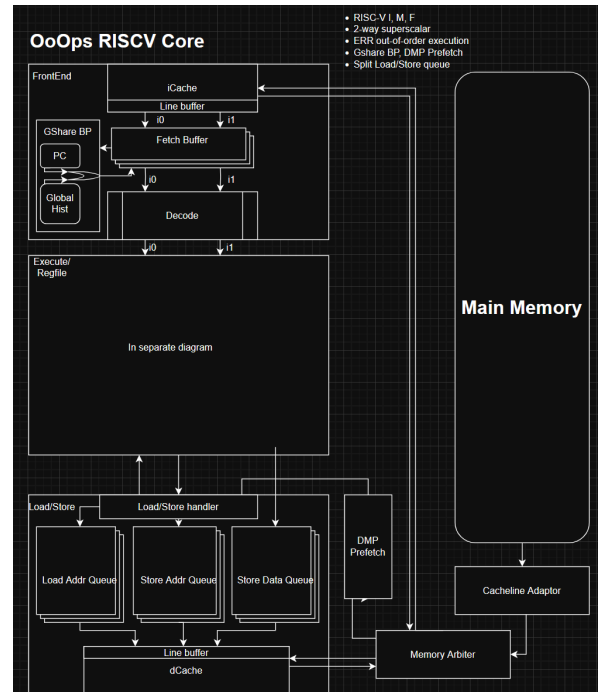 OoOps RISCV Core
• RISC-V I, M, F
• 2-way superscalar
• ERR out-of-order execution
• Gshare BP, DMP Prefetch
• Split Load/Store queue
FrontEnd
iCache
Line buffer
i0
i1
GShare BP
Fetch Buffer
PC
i0
i1
Global
Hist
Decode
i0
i1
Execute/
Regfile
In separate diagram
Main Memory
Load/Store
Load/Store handler
DMP
Prefetch
Load Addr Queue
Store Addr Queue
Store Data Queue
Cacheline Adaptor
Line buffer
dCache
Memory Arbiter